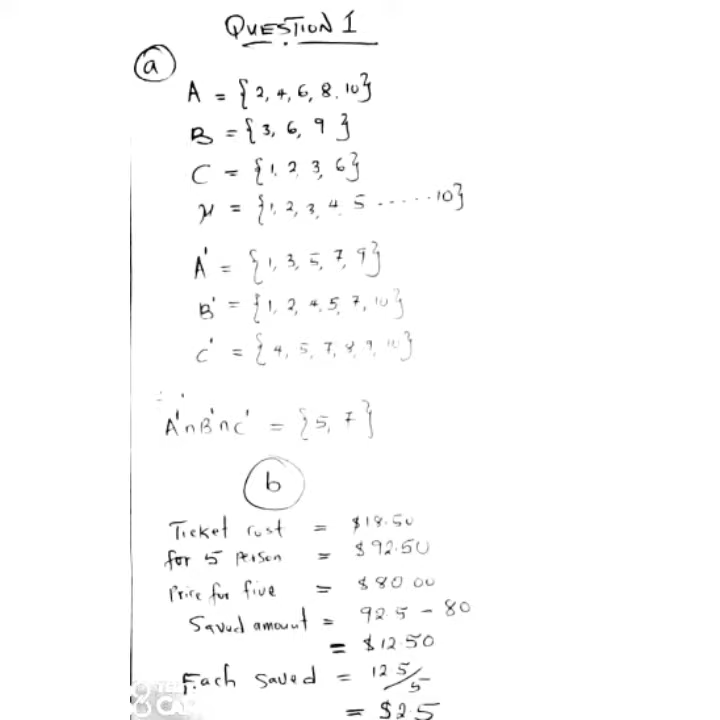 QUESTION 1
a
A = {2, 4, 6, 8, 10}
B = {3, 6, 9}
C = {1, 2, 3, 6}
μ = {1, 2, 3, 4, 5 ...... 10}
A' = {1, 3, 5, 7, 9}
B' = {1, 2, 4, 5, 7, 10}
C' = {4, 5, 7, 8, 9, 10}
A'∩B'∩C' = {5, 7}
b
Ticket cost = $18.50
for 5 person = $92.50
Price for five = $80.00
Saved amount = 92.5 - 80
= $12.50
Each saved = 12.5/5
= $2.5